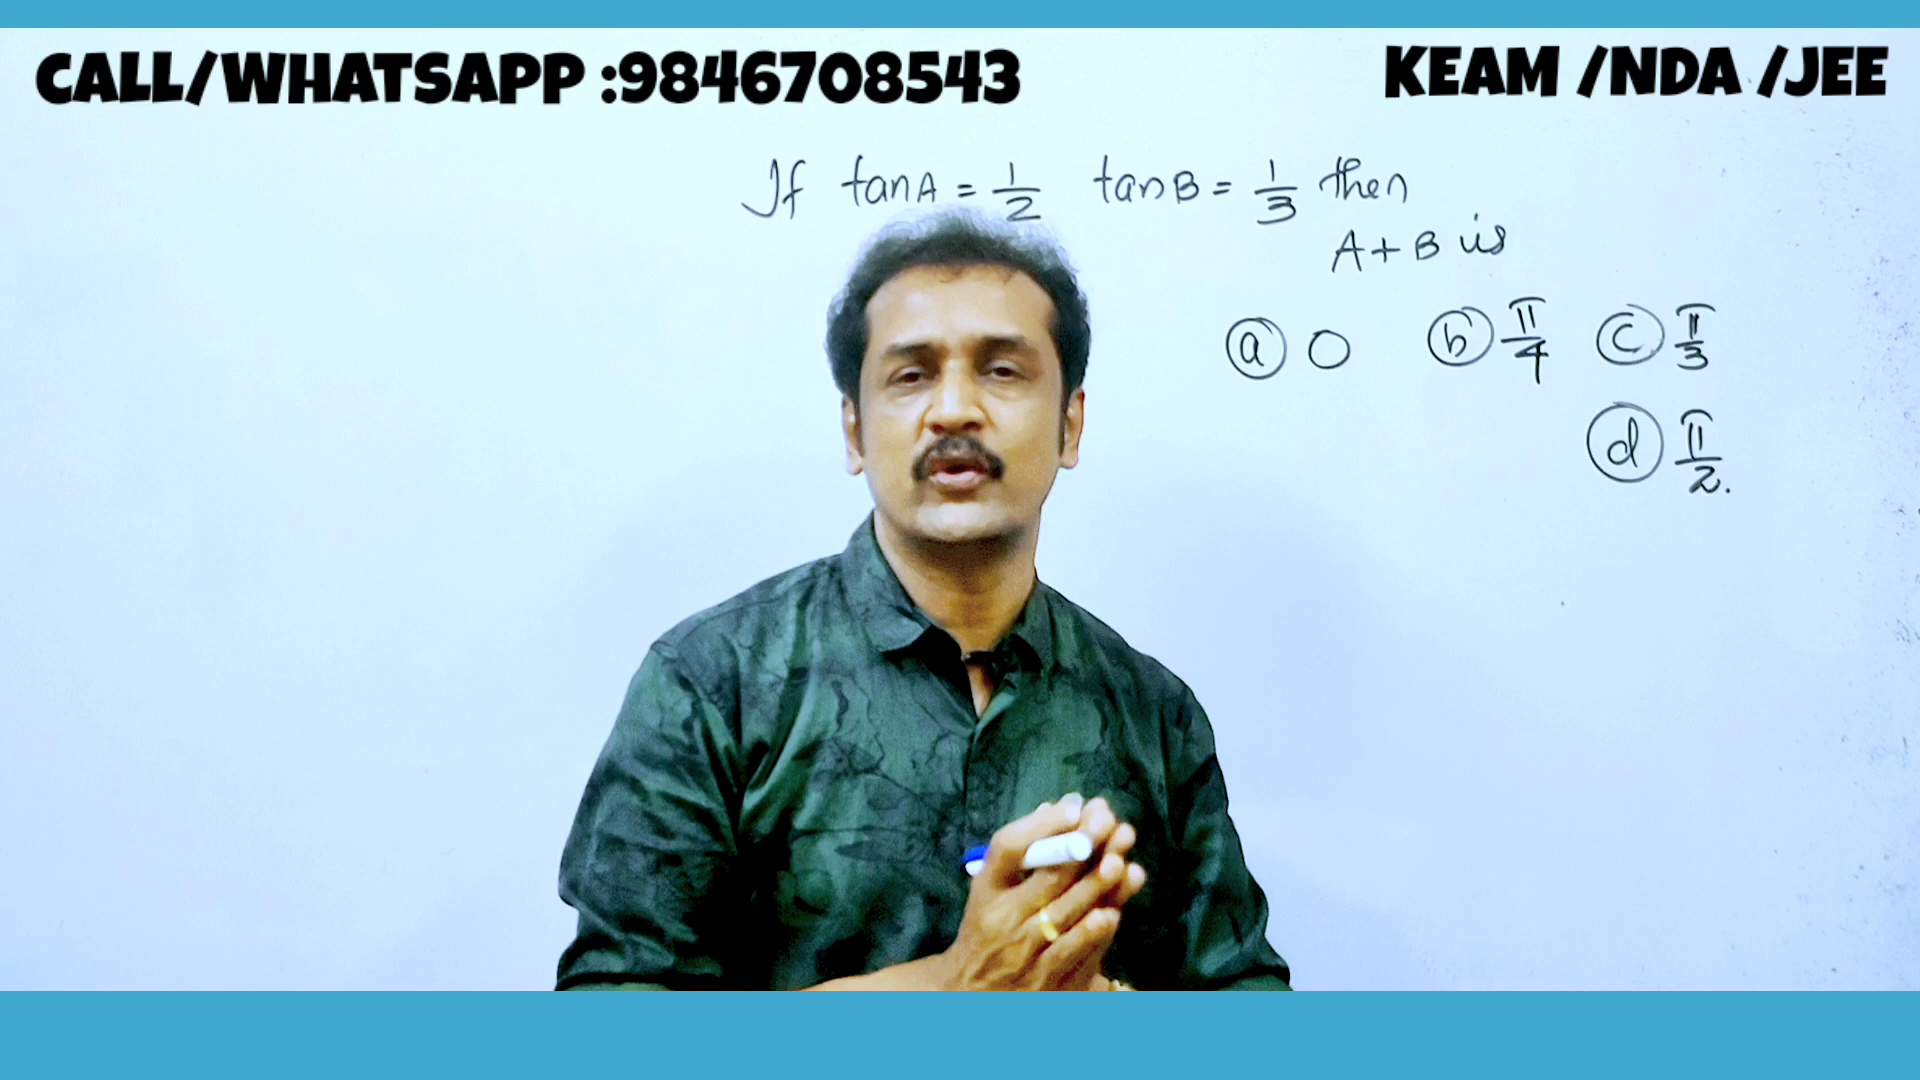 CALL/WHATSAPP :9846708543
KEAM /NDA /JEE
If tanA = 1/2 tanB = 1/3 then
A+B is
ⓐ 0 ⓑ π/4 ⓒ π/3
ⓓ π/2.